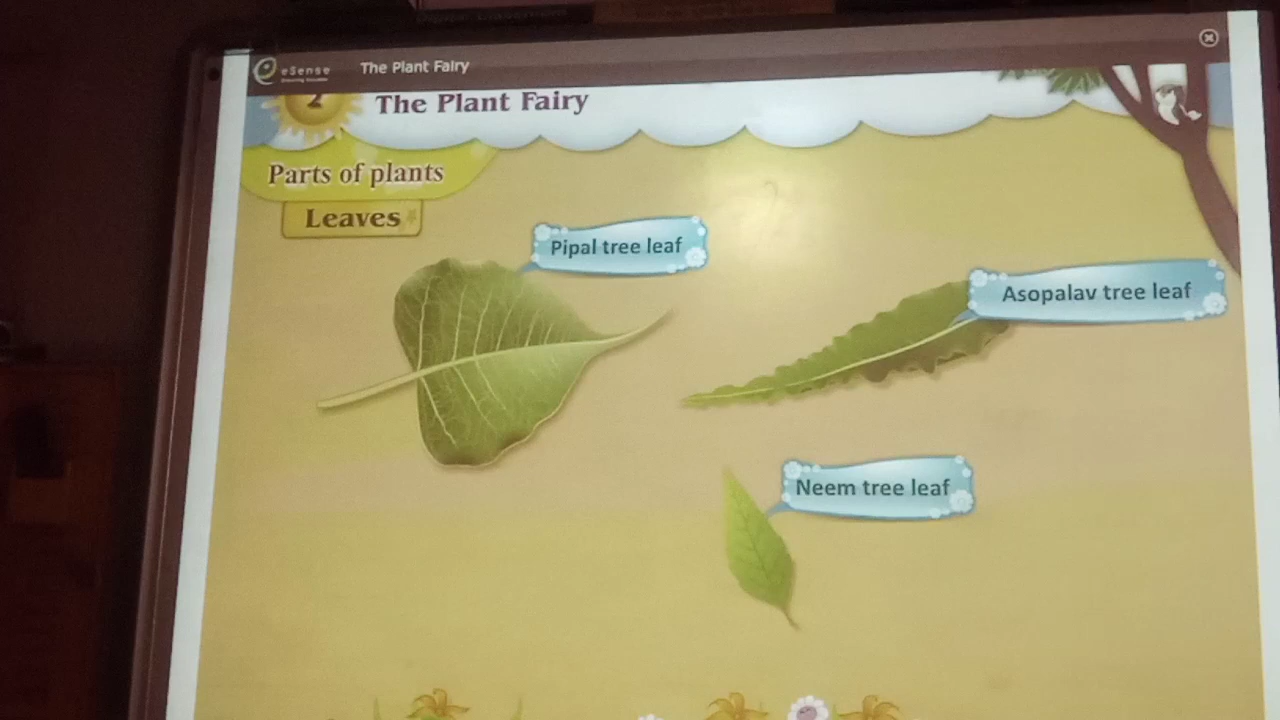 eSense
The Plant Fairy
2
The Plant Fairy
Parts of plants
Leaves
Pipal tree leaf
Asopalav tree leaf
Neem tree leaf